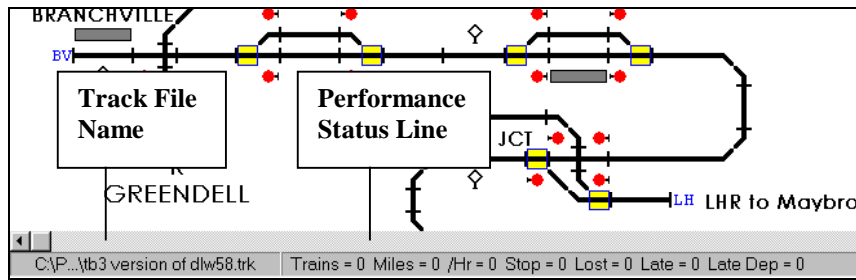 BRANCHVILLE
BV
Track File
Name
Performance
Status Line
JCT
GREENDELL
LH LHR to Maybro
C:\P...\tb3 version of dlw58.trk Trains = 0 Miles = 0 /Hr = 0 Stop = 0 Lost = 0 Late = 0 Late Dep = 0